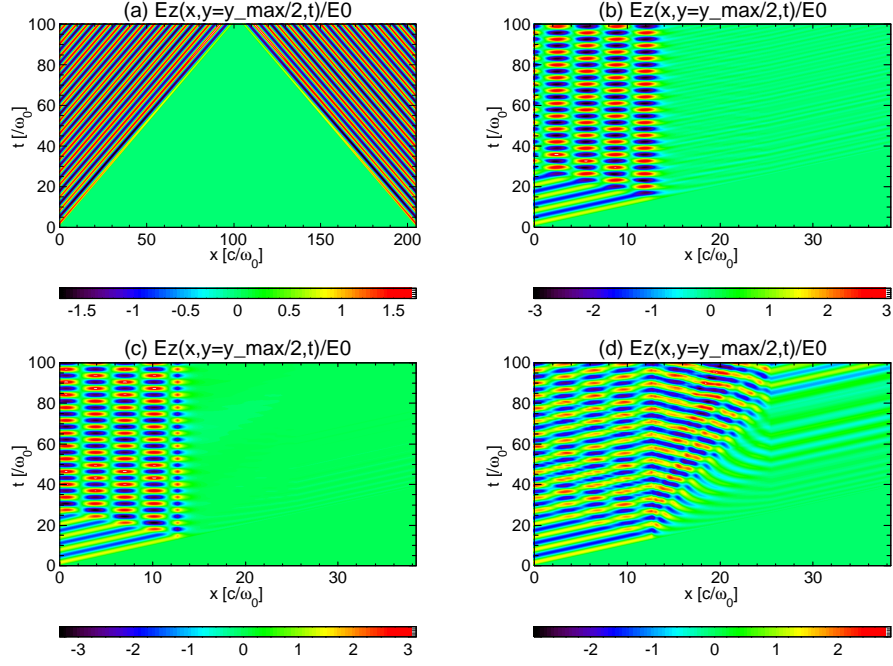 (a) Ez(x,y=y_max/2,t)/E0
100
80
60
40
20
0
t [/ω0]
0 50 100 150 200
x [c/ω0]
-1.5 -1 -0.5 0 0.5 1 1.5
(b) Ez(x,y=y_max/2,t)/E0
100
80
60
40
20
0
t [/ω0]
0 10 20 30
x [c/ω0]
-3 -2 -1 0 1 2 3
(c) Ez(x,y=y_max/2,t)/E0
100
80
60
40
20
0
t [/ω0]
0 10 20 30
x [c/ω0]
-3 -2 -1 0 1 2 3
(d) Ez(x,y=y_max/2,t)/E0
100
80
60
40
20
0
t [/ω0]
0 10 20 30
x [c/ω0]
-2 -1 0 1 2